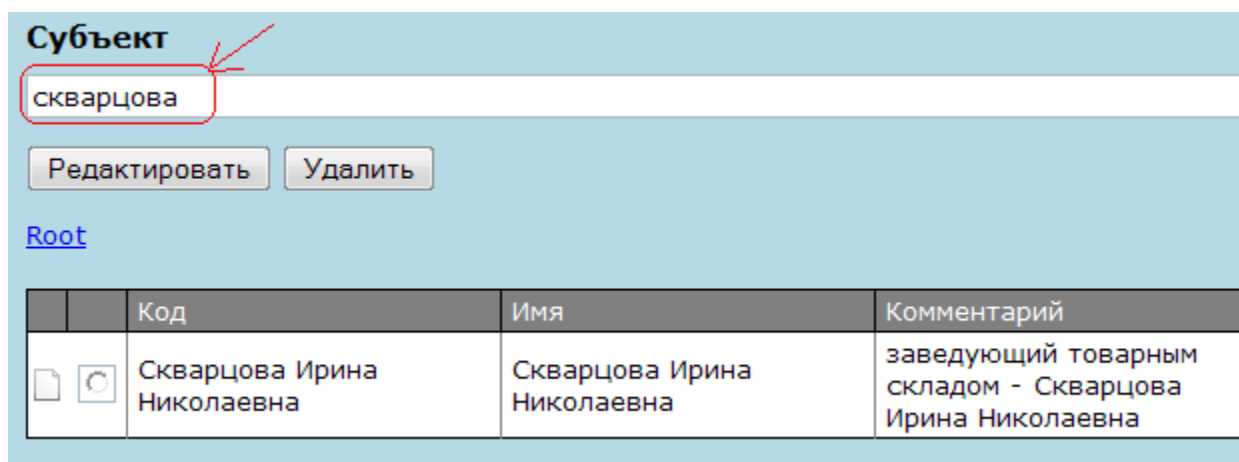 Субъект
скварцова
Редактировать Удалить
Root
Код Имя Комментарий
Скварцова Ирина Николаевна Скварцова Ирина Николаевна заведующий товарным складом - Скварцова Ирина Николаевна